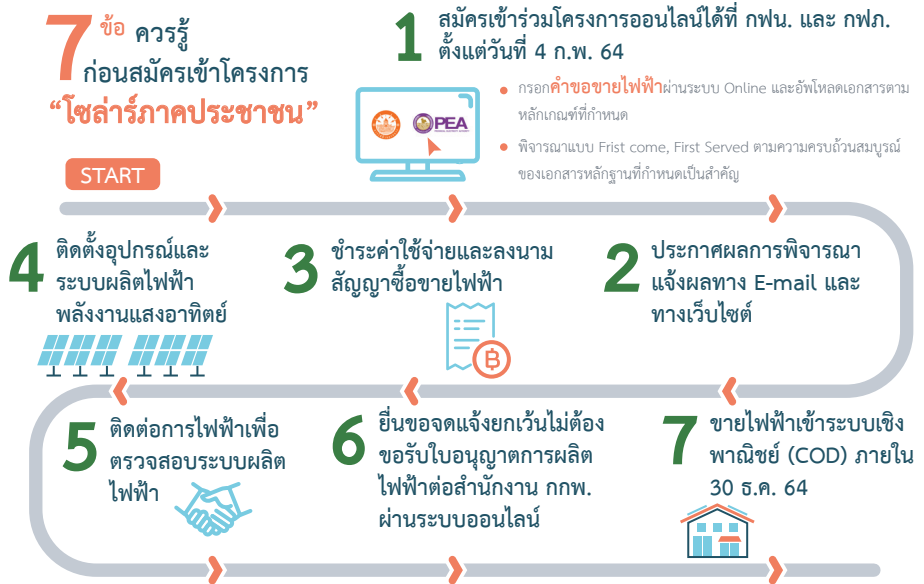 7 ข้อ ควรรู้
ก่อนสมัครเข้าโครงการ
“โซล่าร์ภาคประชาชน”
START
1 สมัครเข้าร่วมโครงการออนไลน์ได้ที่ กฟน. และ กฟภ.
ตั้งแต่วันที่ 4 ก.พ. 64
PEA
• กรอกคำขอขายไฟฟ้าผ่านระบบ Online และอัพโหลดเอกสารตาม
หลักเกณฑ์ที่กำหนด
• พิจารณาแบบ Frist come, First Served ตามความครบถ้วนสมบูรณ์
ของเอกสารหลักฐานที่กำหนดเป็นสำคัญ
2 ประกาศผลการพิจารณา
แจ้งผลทาง E-mail และ
ทางเว็บไซต์
3 ชำระค่าใช้จ่ายและลงนาม
สัญญาซื้อขายไฟฟ้า
฿
4 ติดตั้งอุปกรณ์และ
ระบบผลิตไฟฟ้า
พลังงานแสงอาทิตย์
5 ติดต่อการไฟฟ้าเพื่อ
ตรวจสอบระบบผลิต
ไฟฟ้า
6 ยื่นขอจดแจ้งยกเว้นไม่ต้อง
ขอรับใบอนุญาตการผลิต
ไฟฟ้าต่อสำนักงาน กกพ.
ผ่านระบบออนไลน์
7 ขายไฟฟ้าเข้าระบบเชิง
พาณิชย์ (COD) ภายใน
30 ธ.ค. 64